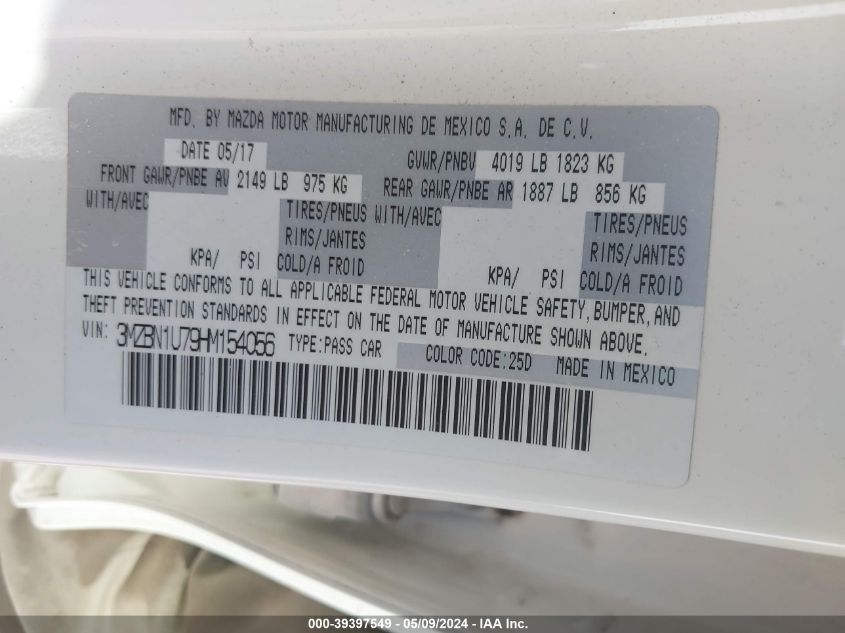 MFD. BY MAZDA MOTOR MANUFACTURING DE MEXICO S.A. DE C.V.
DATE 05/17 GVWR/PNBV 4019 LB 1823 KG
FRONT GAWR/PNBE AV 2149 LB 975 KG REAR GAWR/PNBE AR 1887 LB 856 KG
WITH/AVEC TIRES/PNEUS WITH/AVEC TIRES/PNEUS
RIMS/JANTES RIMS/JANTES
KPA/ PSI COLD/A FROID KPA/ PSI COLD/A FROID
THIS VEHICLE CONFORMS TO ALL APPLICABLE FEDERAL MOTOR VEHICLE SAFETY, BUMPER, AND
THEFT PREVENTION STANDARDS IN EFFECT ON THE DATE OF MANUFACTURE SHOWN ABOVE.
VIN: 3MZBN1U79HM154056 TYPE:PASS CAR COLOR CODE:25D MADE IN MEXICO
000-39397549 - 05/09/2024 - IAA Inc.